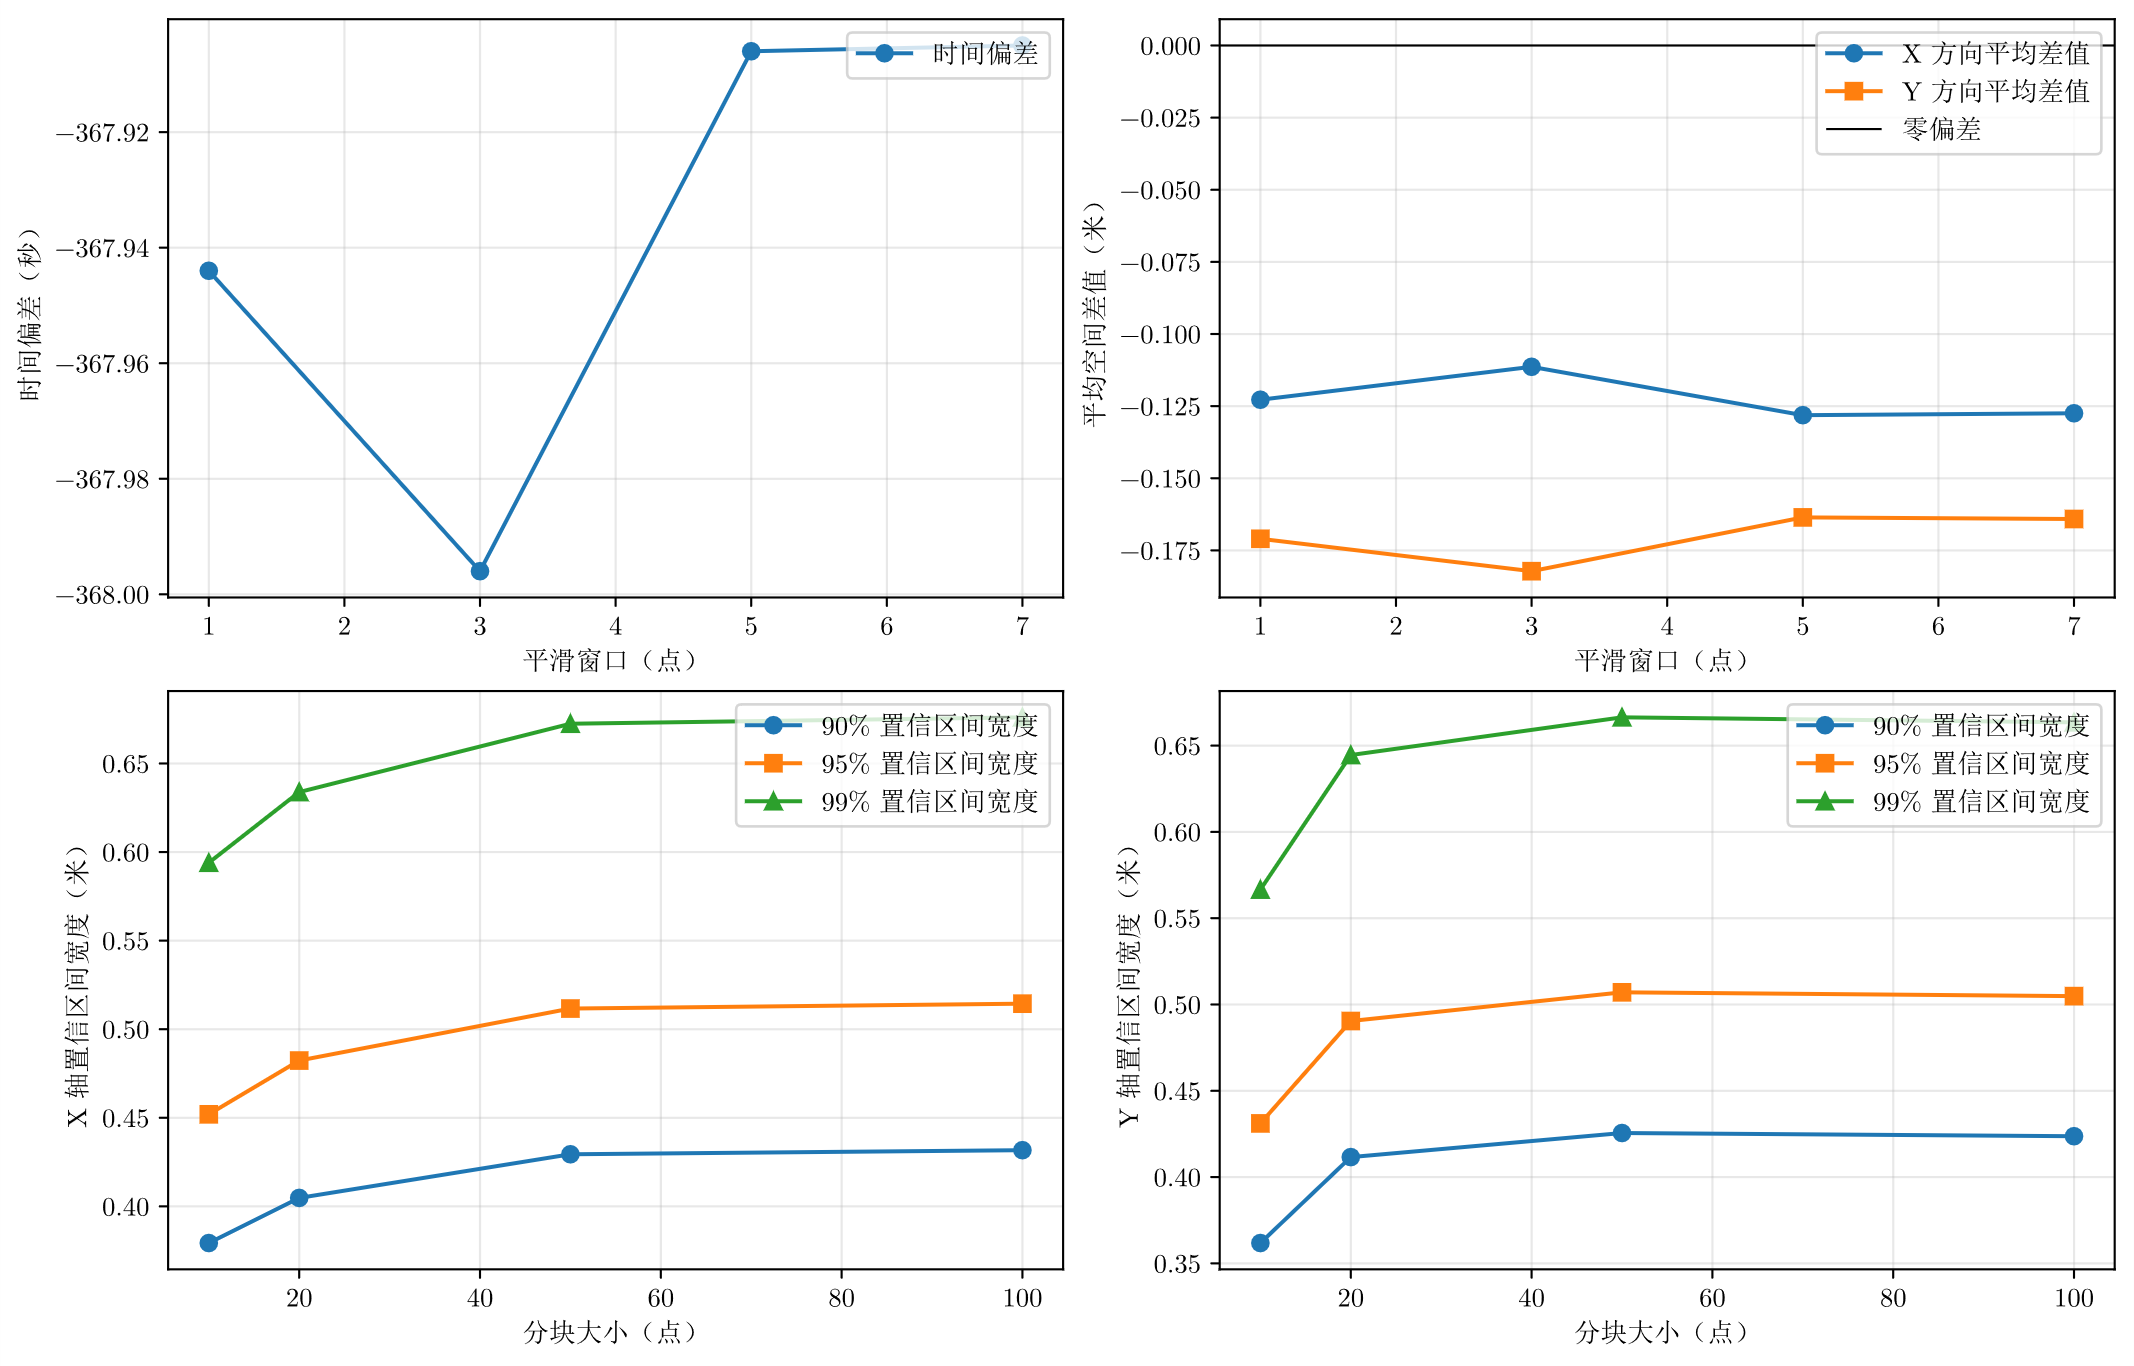 时间偏差
−367.92
−367.94
−367.96
−367.98
−368.00
时间偏差（秒）
1 2 3 4 5 6 7
平滑窗口（点）
X 方向平均差值
Y 方向平均差值
零偏差
0.000
−0.025
−0.050
−0.075
−0.100
−0.125
−0.150
−0.175
平均空间差值（米）
1 2 3 4 5 6 7
平滑窗口（点）
90% 置信区间宽度
95% 置信区间宽度
99% 置信区间宽度
0.65
0.60
0.55
0.50
0.45
0.40
X 轴置信区间宽度（米）
20 40 60 80 100
分块大小（点）
90% 置信区间宽度
95% 置信区间宽度
99% 置信区间宽度
0.65
0.60
0.55
0.50
0.45
0.40
0.35
Y 轴置信区间宽度（米）
20 40 60 80 100
分块大小（点）